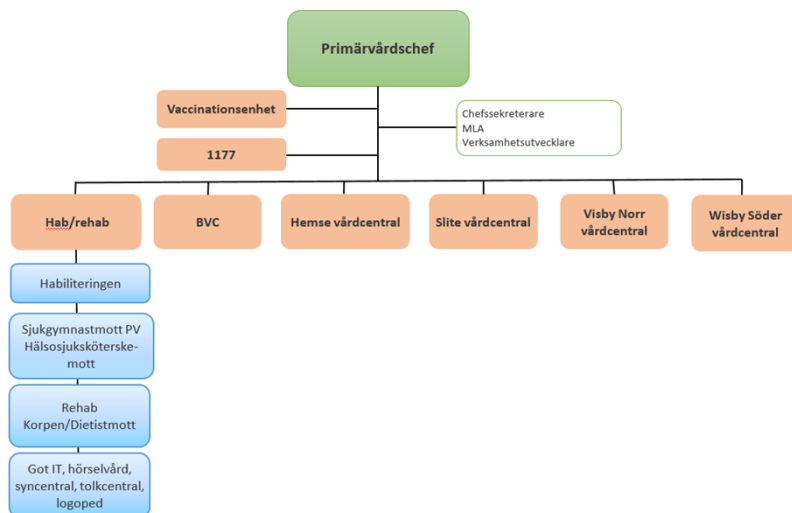 Primärvårdschef
Vaccinationsenhet
Chefssekreterare
MLA
Verksamhetsutvecklare
1177
Hab/rehab
BVC
Hemse vårdcentral
Slite vårdcentral
Visby Norr
vårdcentral
Wisby Söder
vårdcentral
Habiliteringen
Sjukgymnastmott PV
Hälsosjuksköterske-
mott
Rehab
Korpen/Dietistmott
Got IT, hörselvård,
syncentral, tolkcentral,
logoped